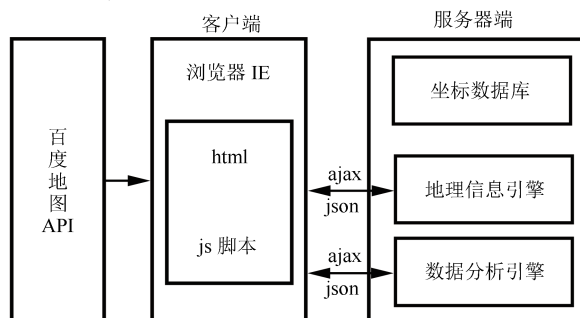 客户端
服务器端
浏览器 IE
坐标数据库
百
度
地
图
API
html
js 脚本
ajax
json
地理信息引擎
ajax
json
数据分析引擎